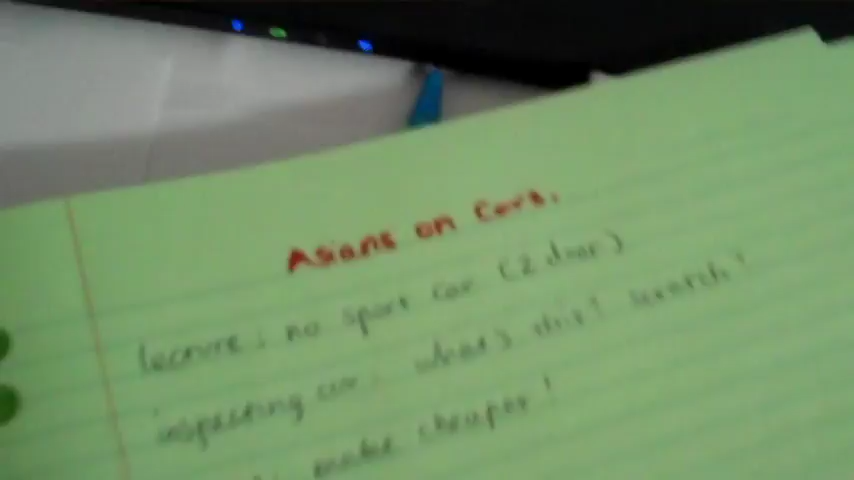 Asians on Cars.
lecture: no sport car (2 door)
inspecting car: what's this? scratch!
make cheaper!